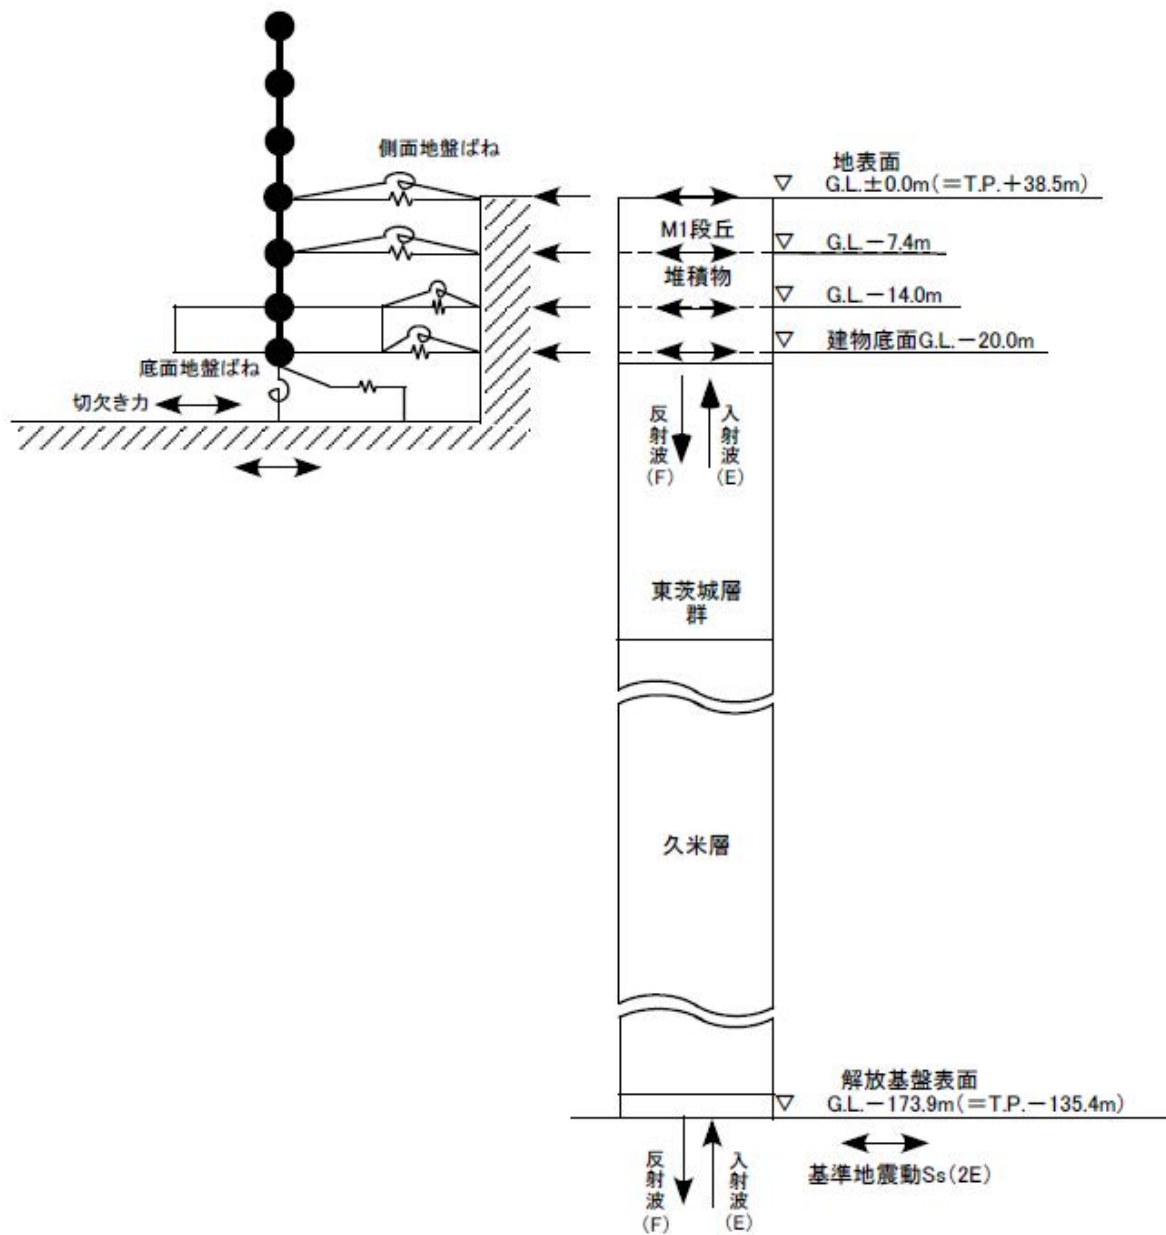 側面地盤ばね
地表面
G.L.±0.0m(=T.P.+38.5m)
M1段丘
G.L.-7.4m
堆積物
G.L.-14.0m
建物底面G.L.-20.0m
底面地盤ばね
切欠き力
反射波(F)
入射波(E)
東茨城層
群
久米層
解放基盤表面
G.L.-173.9m(=T.P.-135.4m)
反射波(F)
入射波(E)
基準地震動Ss(2E)